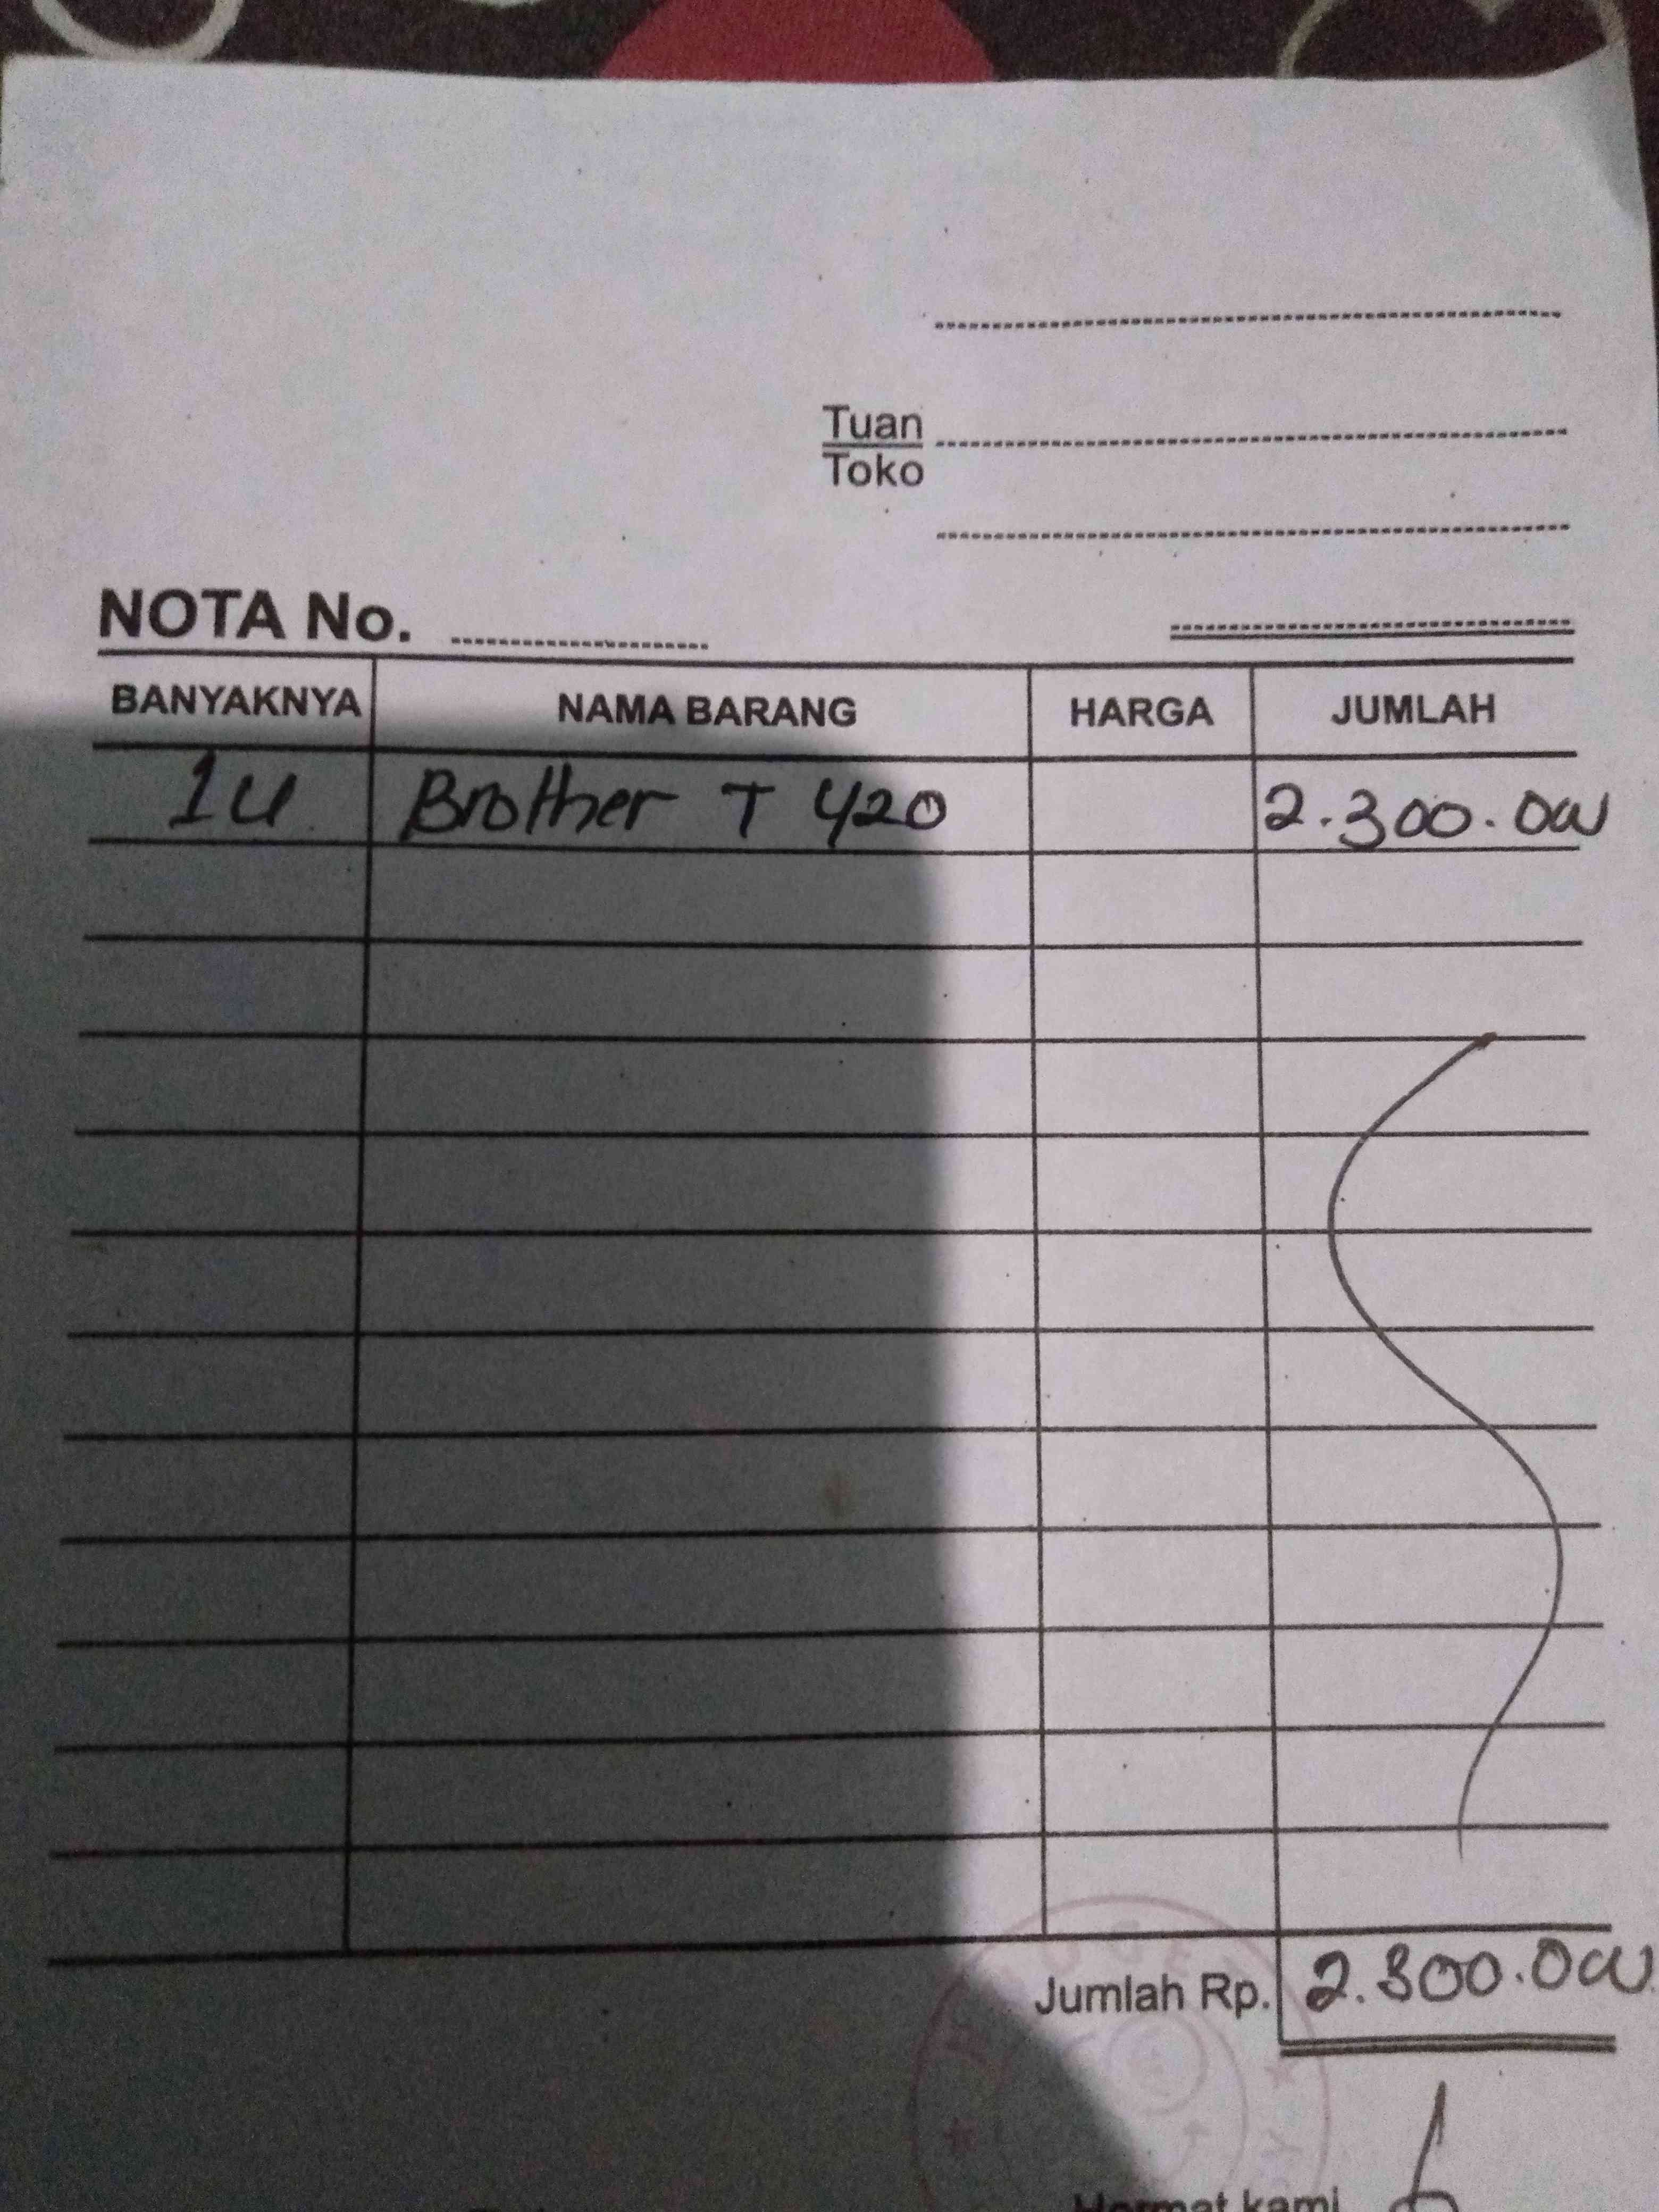 Tuan
Toko
NOTA No.
BANYAKNYA NAMA BARANG HARGA JUMLAH
1 U Brother T 420 2.300.000
Jumlah Rp. 2.300.000
Hormat kami